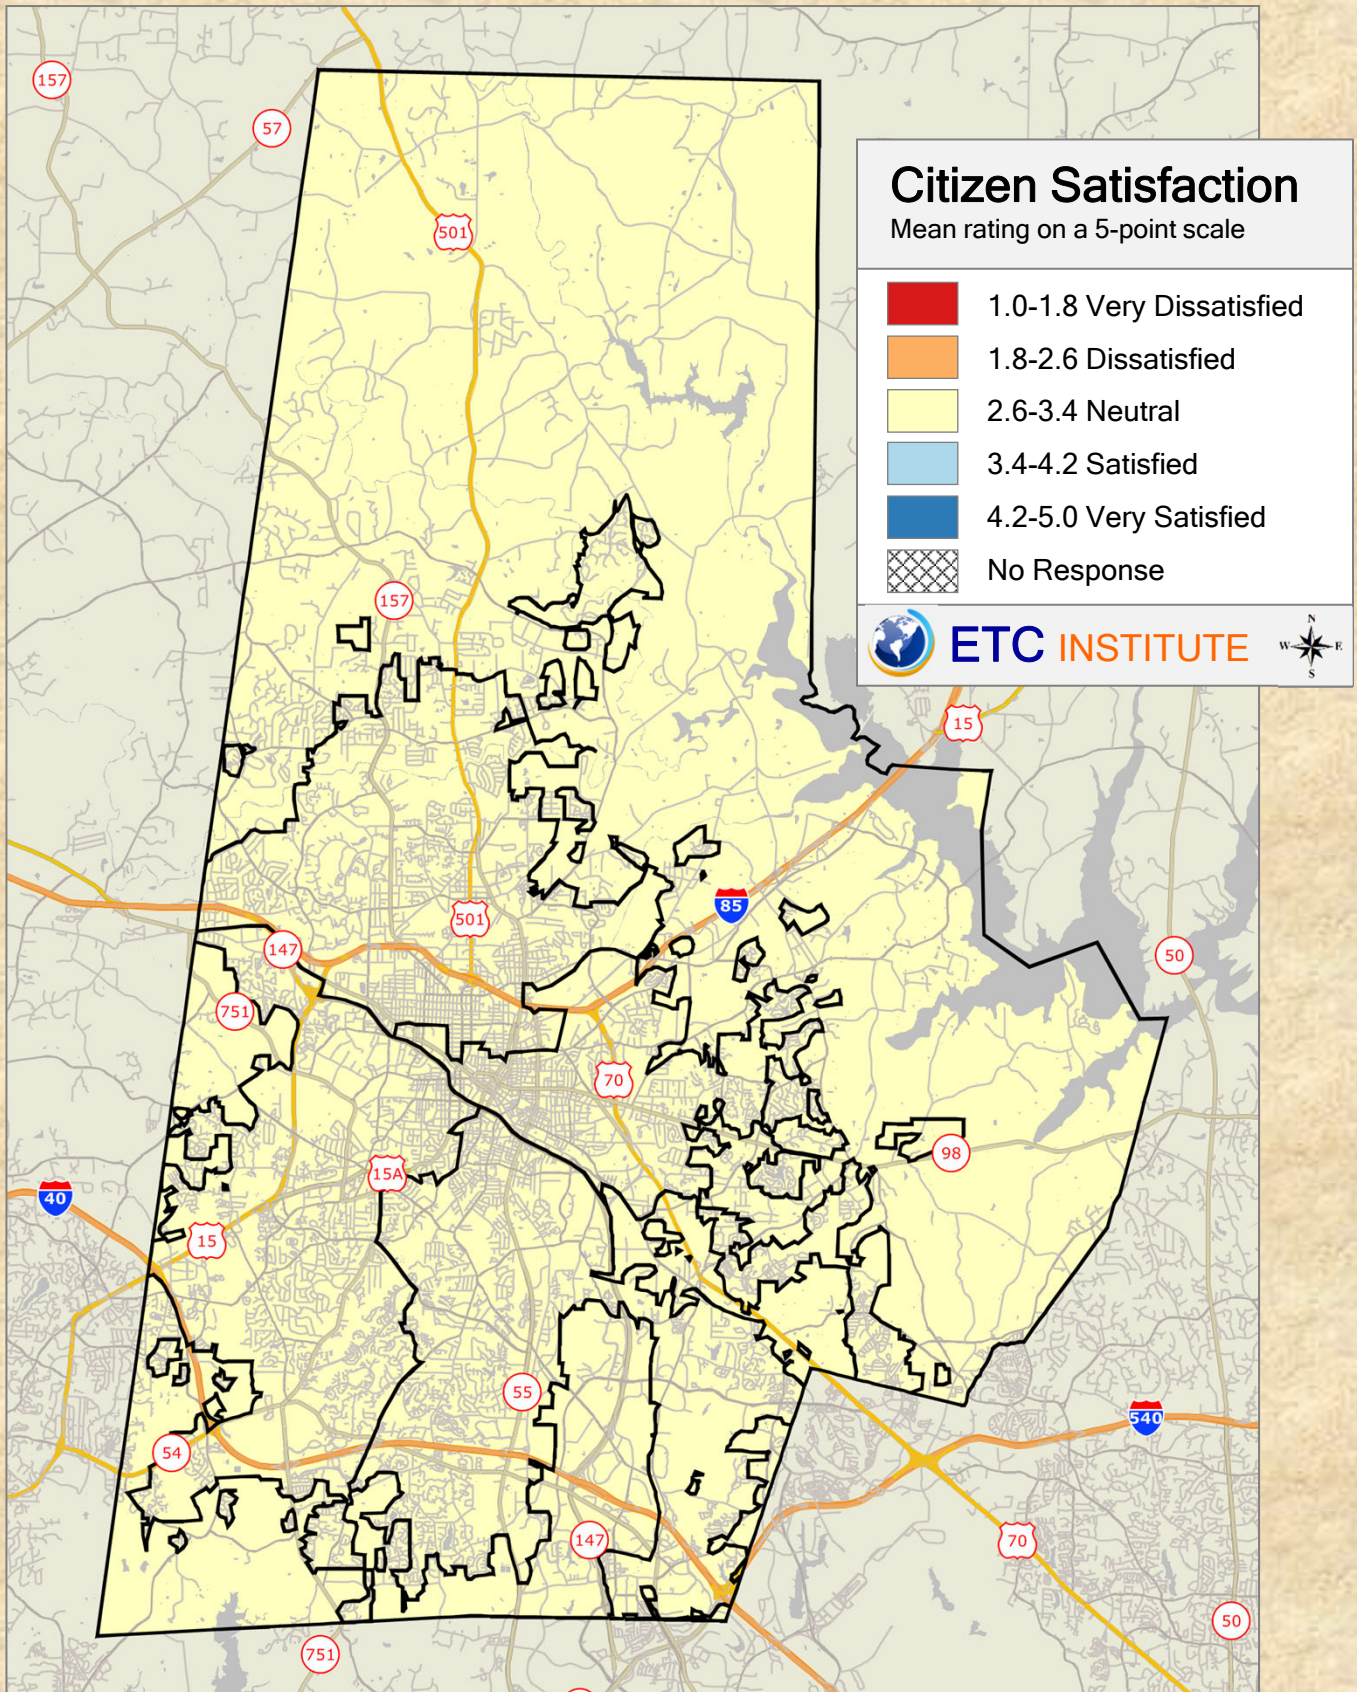 157
57
501
Citizen Satisfaction
Mean rating on a 5-point scale
1.0-1.8 Very Dissatisfied
1.8-2.6 Dissatisfied
2.6-3.4 Neutral
3.4-4.2 Satisfied
4.2-5.0 Very Satisfied
No Response
ETC INSTITUTE
N
W E
S
157
15
85
501
147
50
751
70
98
15A
40
15
55
540
54
147
70
50
751